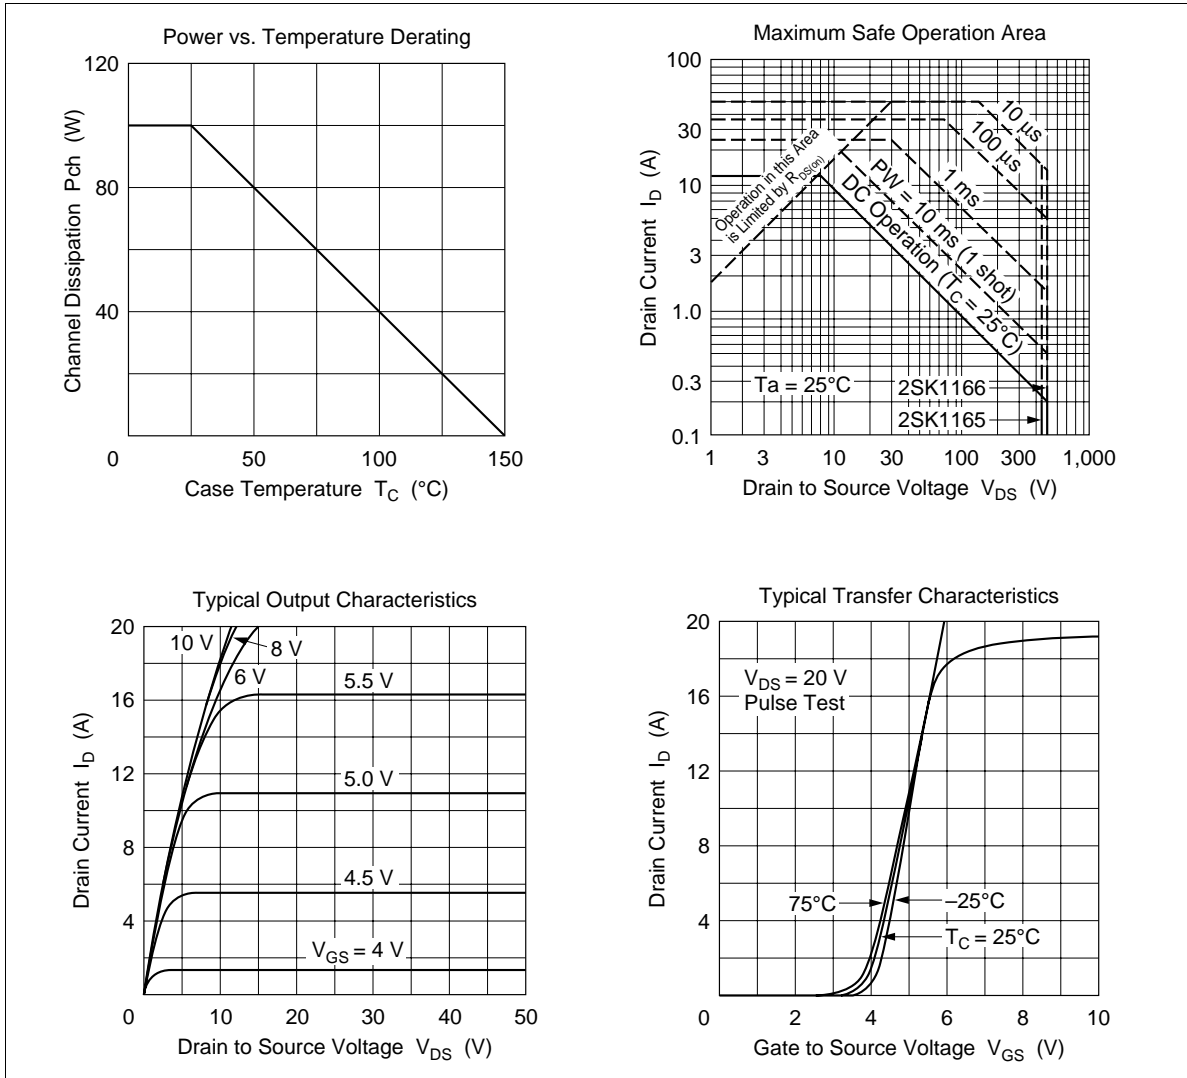 Power vs. Temperature Derating
120
80
40
0
50
100
150
Channel Dissipation Pch (W)
Case Temperature T_C (°C)
Maximum Safe Operation Area
100
30
10
3
1.0
0.3
0.1
1
3
10
30
100
300
1,000
Drain Current I_D (A)
Drain to Source Voltage V_DS (V)
Operation in this Area
is Limited by R_DS(on)
10 µs
100 µs
1 ms
PW = 10 ms (1 shot)
DC Operation (T_C = 25°C)
Ta = 25°C
2SK1166
2SK1165
Typical Output Characteristics
20
16
12
8
4
0
10
20
30
40
50
Drain Current I_D (A)
Drain to Source Voltage V_DS (V)
10 V
8 V
6 V
5.5 V
5.0 V
4.5 V
V_GS = 4 V
Typical Transfer Characteristics
20
16
12
8
4
0
2
4
6
8
10
Drain Current I_D (A)
Gate to Source Voltage V_GS (V)
V_DS = 20 V
Pulse Test
75°C
–25°C
T_C = 25°C